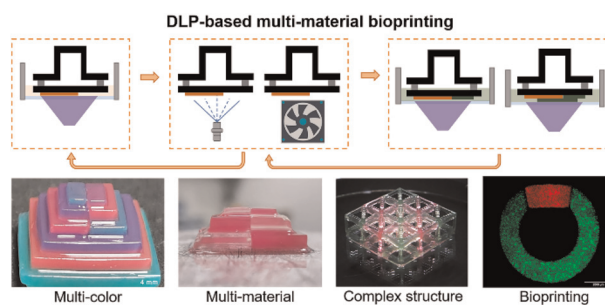 DLP-based multi-material bioprinting
4 mm
Multi-color
Multi-material
Complex structure
Bioprinting